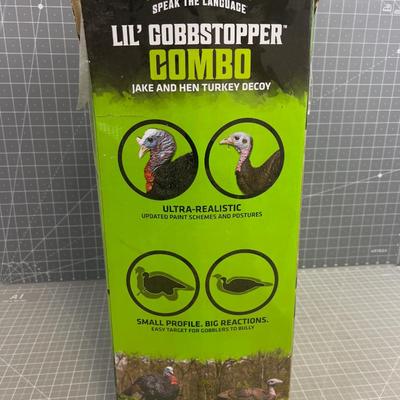 SPEAK THE LANGUAGE
LIL' GOBBSTOPPER™
COMBO
JAKE AND HEN TURKEY DECOY
ULTRA-REALISTIC
UPDATED PAINT SCHEMES AND POSTURES
SMALL PROFILE. BIG REACTIONS.
EASY TARGET FOR GOBBLERS TO BULLY